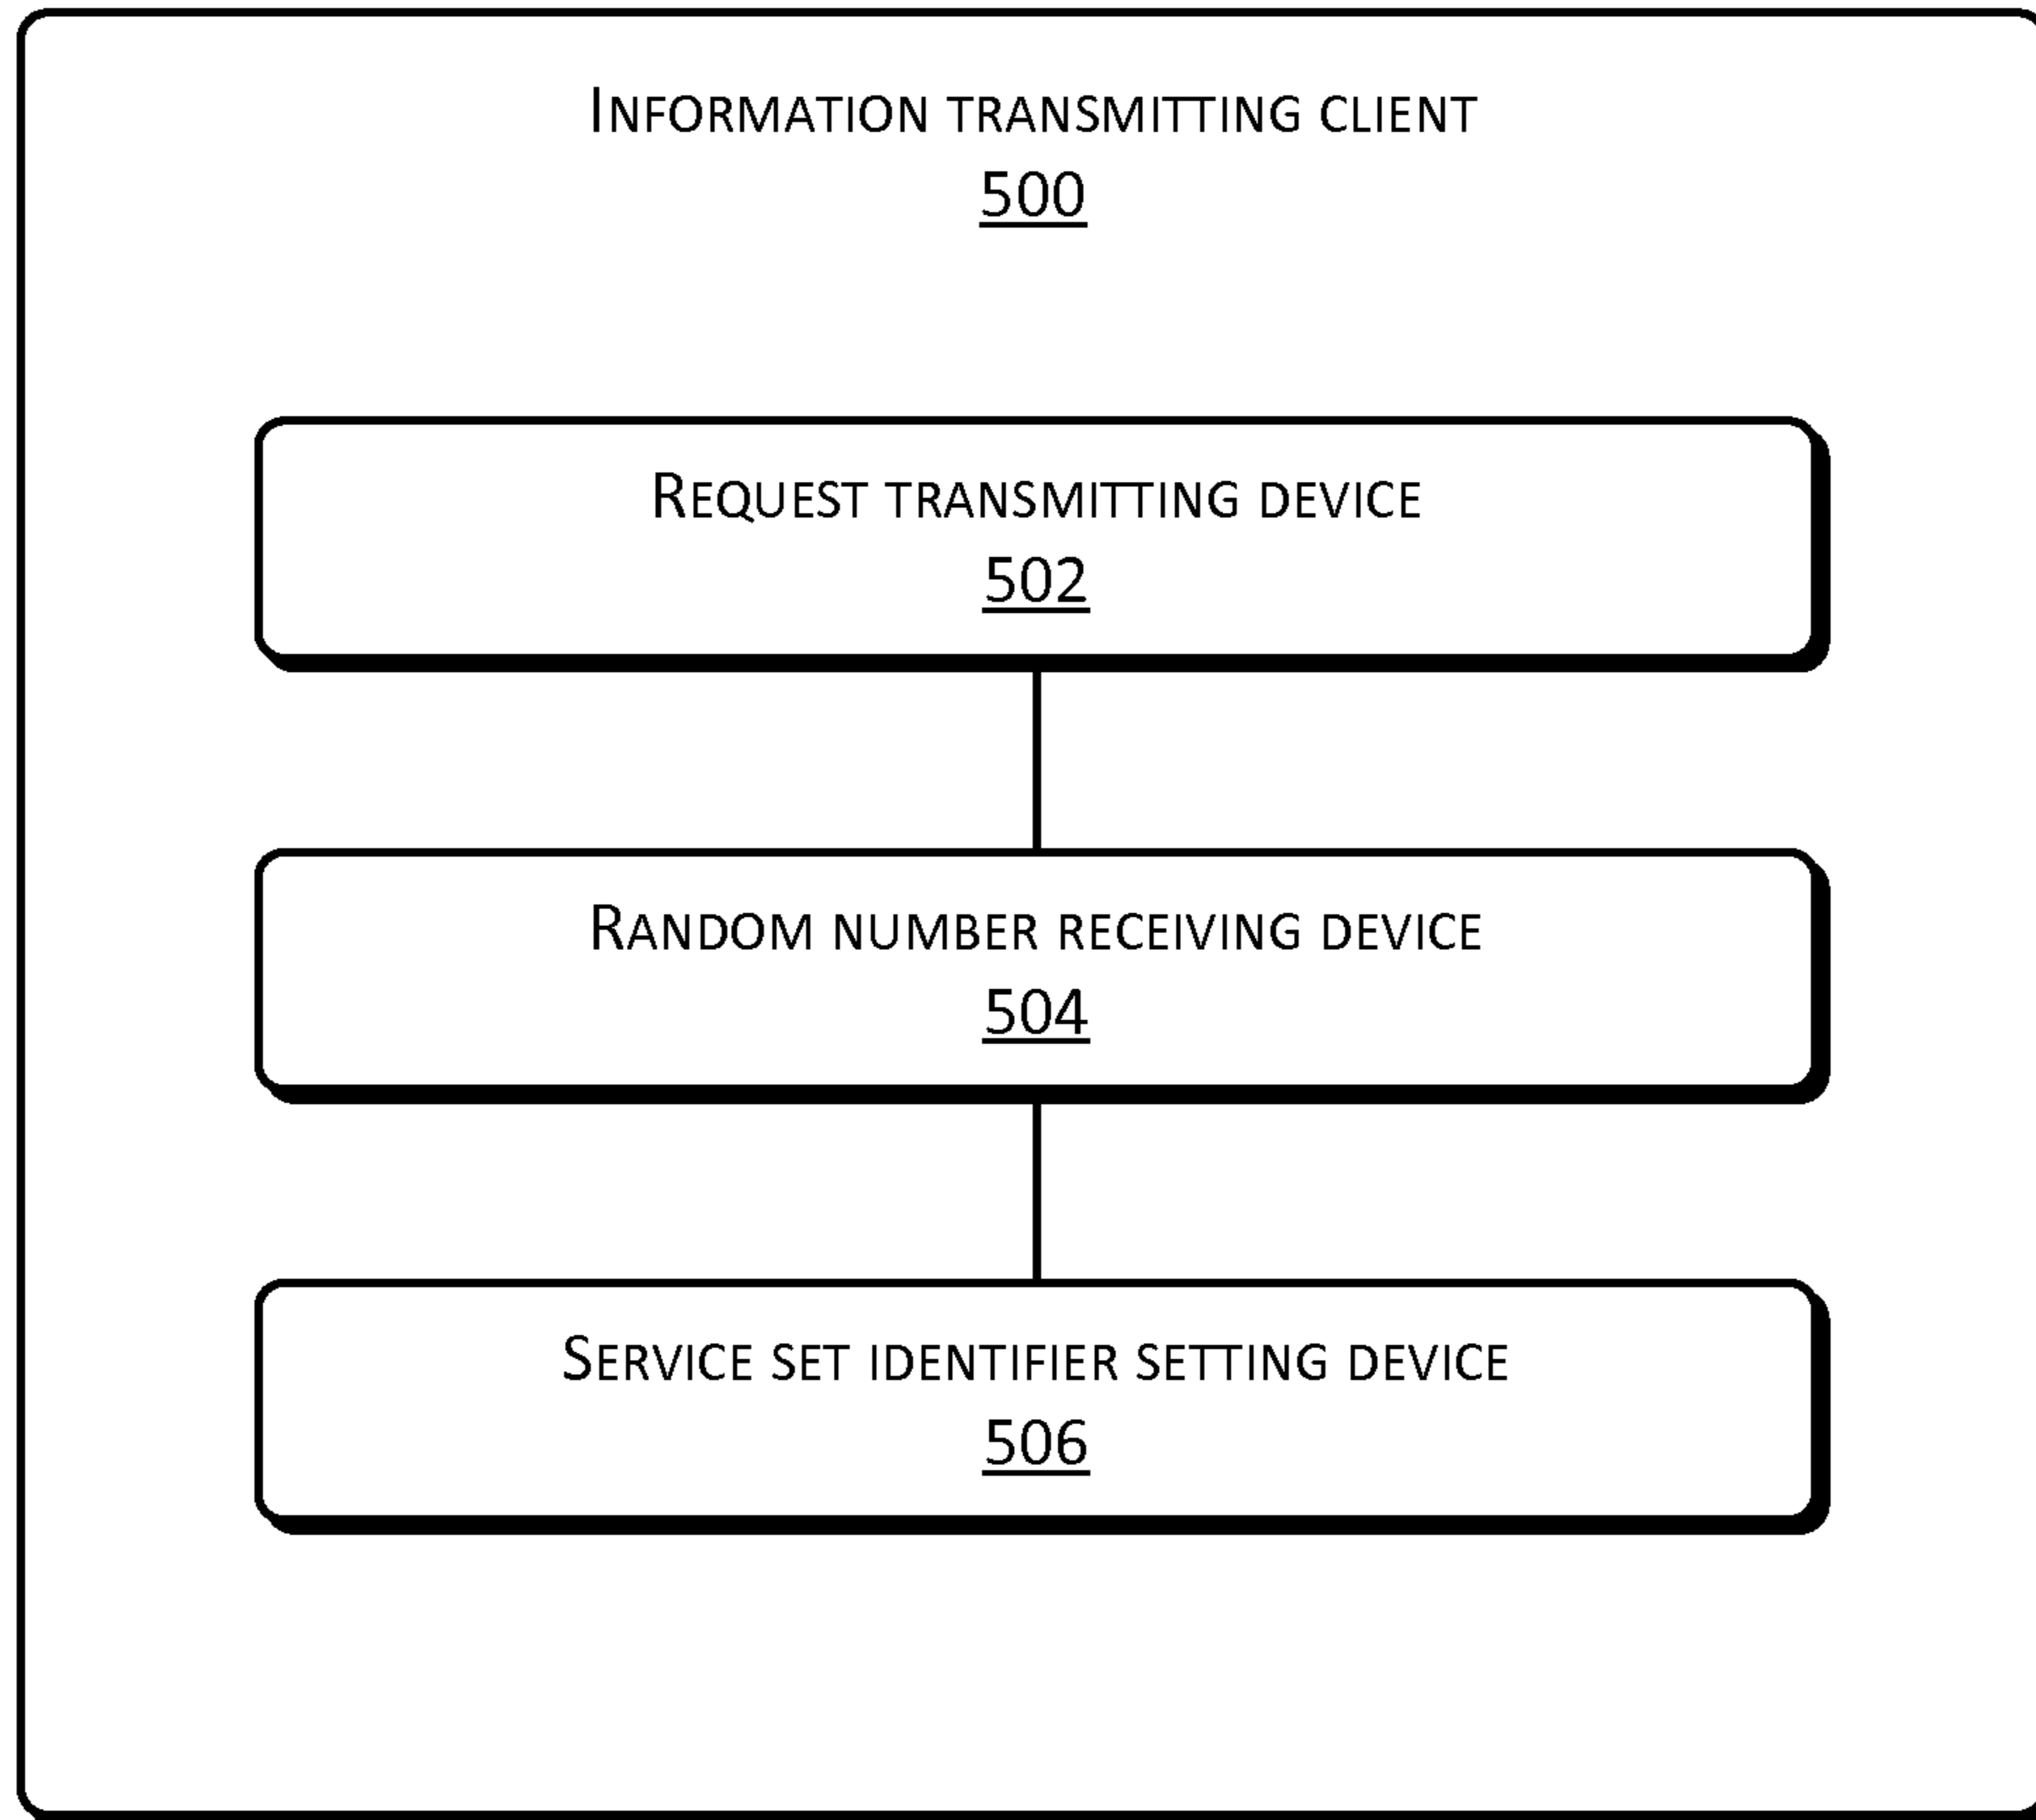 Information transmitting client
500
Request transmitting device
502
Random number receiving device
504
Service set identifier setting device
506